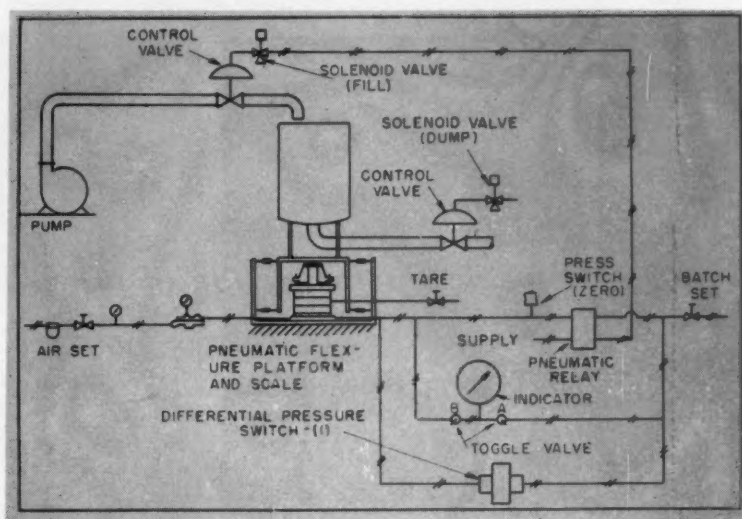 CONTROL
VALVE
SOLENOID VALVE
(FILL)
SOLENOID VALVE
(DUMP)
CONTROL
VALVE
PUMP
TARE
PRESS
SWITCH
(ZERO)
BATCH
SET
AIR SET
PNEUMATIC FLEX-
URE PLATFORM
AND SCALE
SUPPLY
PNEUMATIC
RELAY
INDICATOR
DIFFERENTIAL PRESSURE
SWITCH-(1)
B
A
TOGGLE VALVE